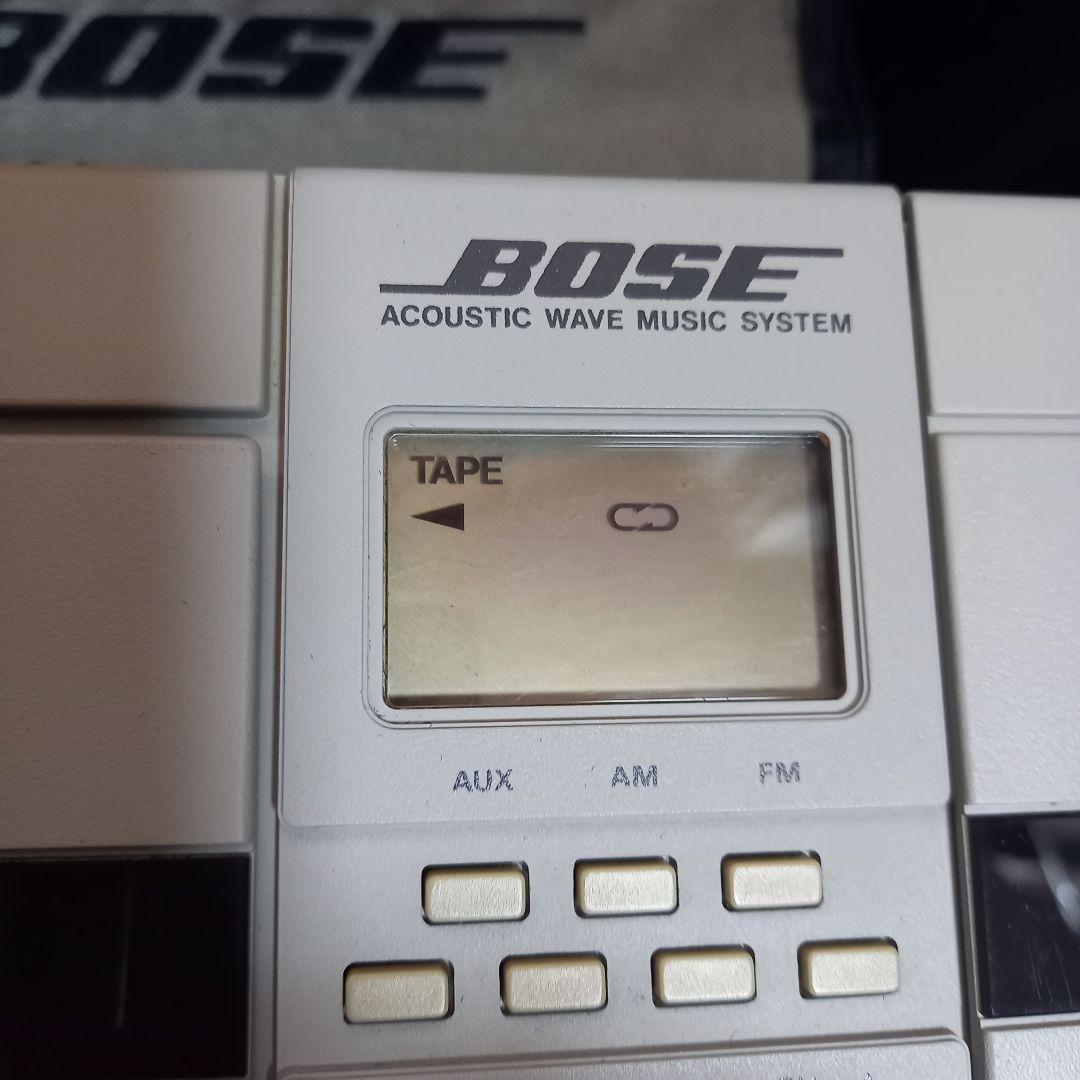 BOSE
BOSE
ACOUSTIC WAVE MUSIC SYSTEM
TAPE
AUX AM FM